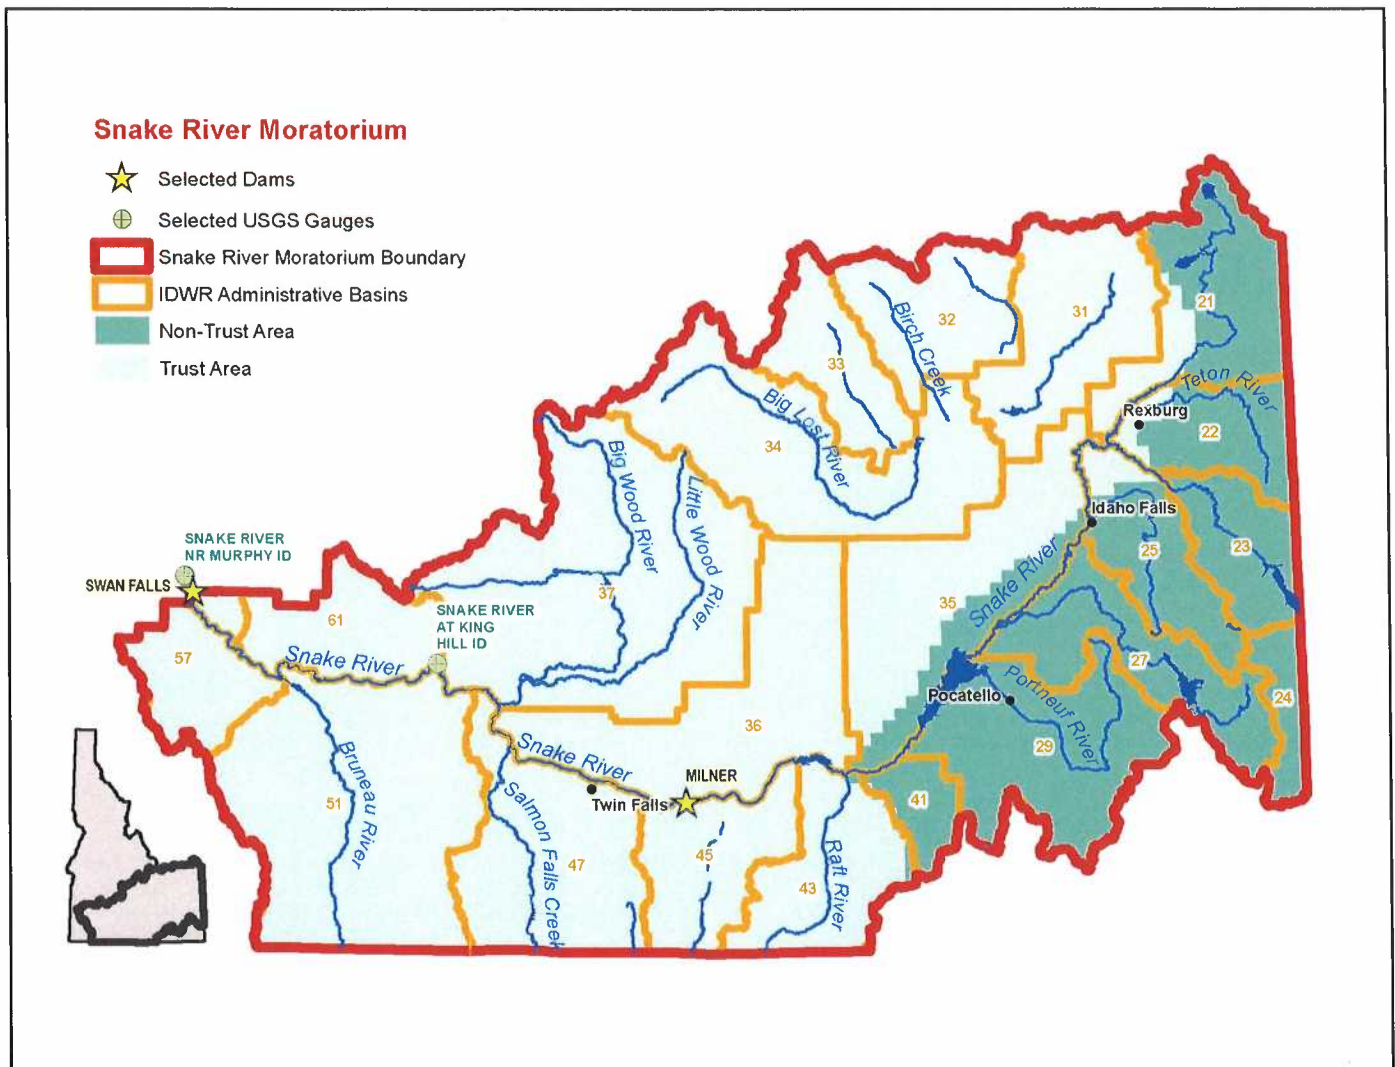 Snake River Moratorium
Selected Dams
Selected USGS Gauges
Snake River Moratorium Boundary
IDWR Administrative Basins
Non-Trust Area
Trust Area
21
32
31
Birch Creek
33
Teton River
Rexburg
22
Big Lost River
34
Big Wood River
Little Wood River
Idaho Falls
25
23
SNAKE RIVER
NR MURPHY ID
SWAN FALLS
37
35
Snake River
SNAKE RIVER
AT KING
HILL ID
61
57
Snake River
27
24
Pocatello
Portneuf River
29
36
Snake River
MILNER
Twin Falls
Bruneau River
51
Salmon Falls Creek
47
45
43
Raft River
41